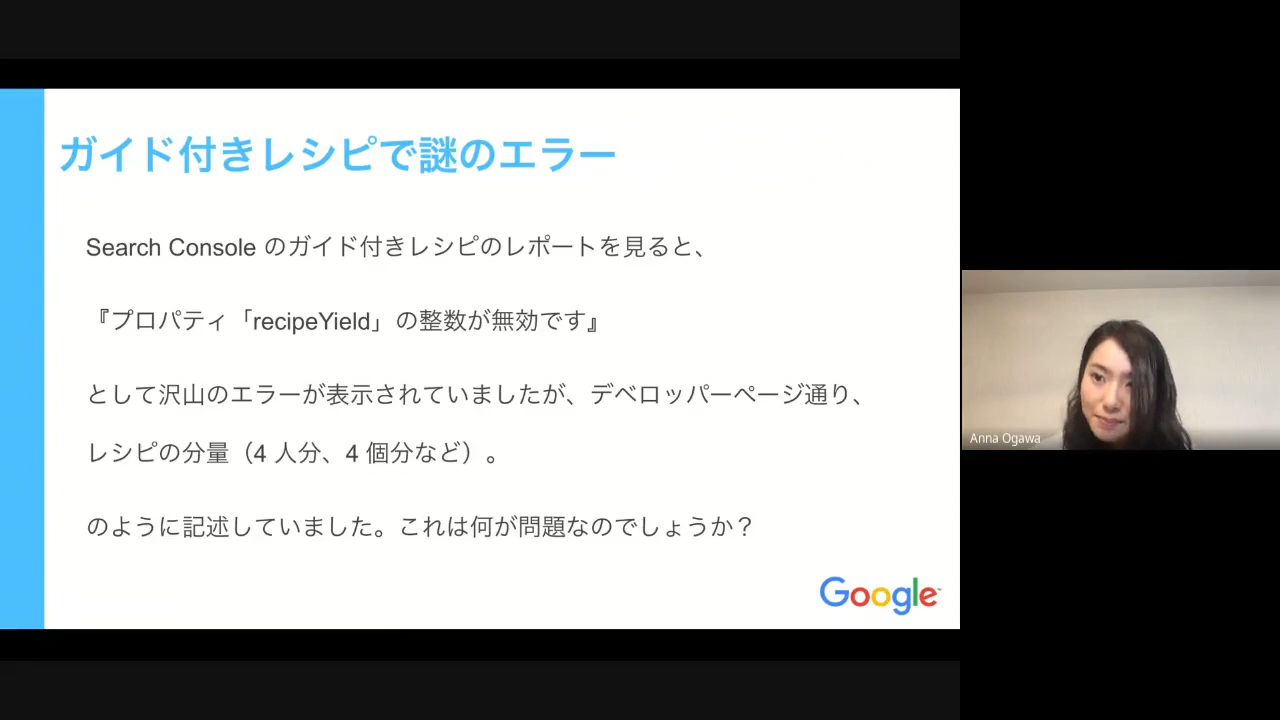 ガイド付きレシピで謎のエラー
Search Console のガイド付きレシピのレポートを見ると、
『プロパティ「recipeYield」の整数が無効です』
として沢山のエラーが表示されていましたが、デベロッパーページ通り、
レシピの分量（4 人分、4 個分など）。
のように記述していました。これは何が問題なのでしょうか？
Google
Anna Ogawa